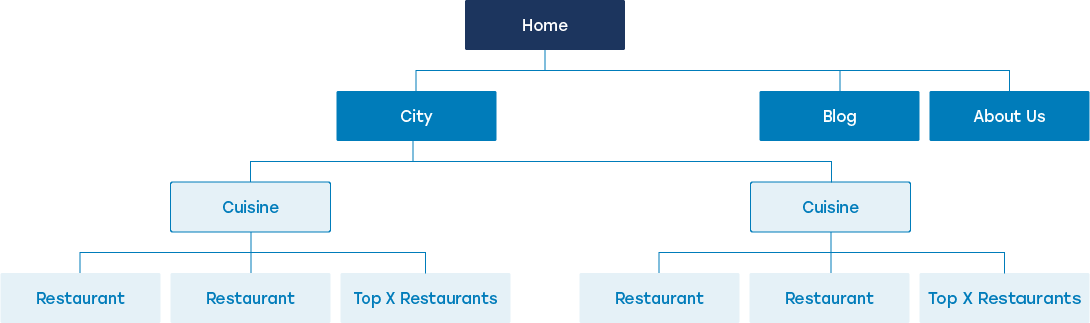 Home
City
Blog
About Us
Cuisine
Cuisine
Restaurant
Restaurant
Top X Restaurants
Restaurant
Restaurant
Top X Restaurants